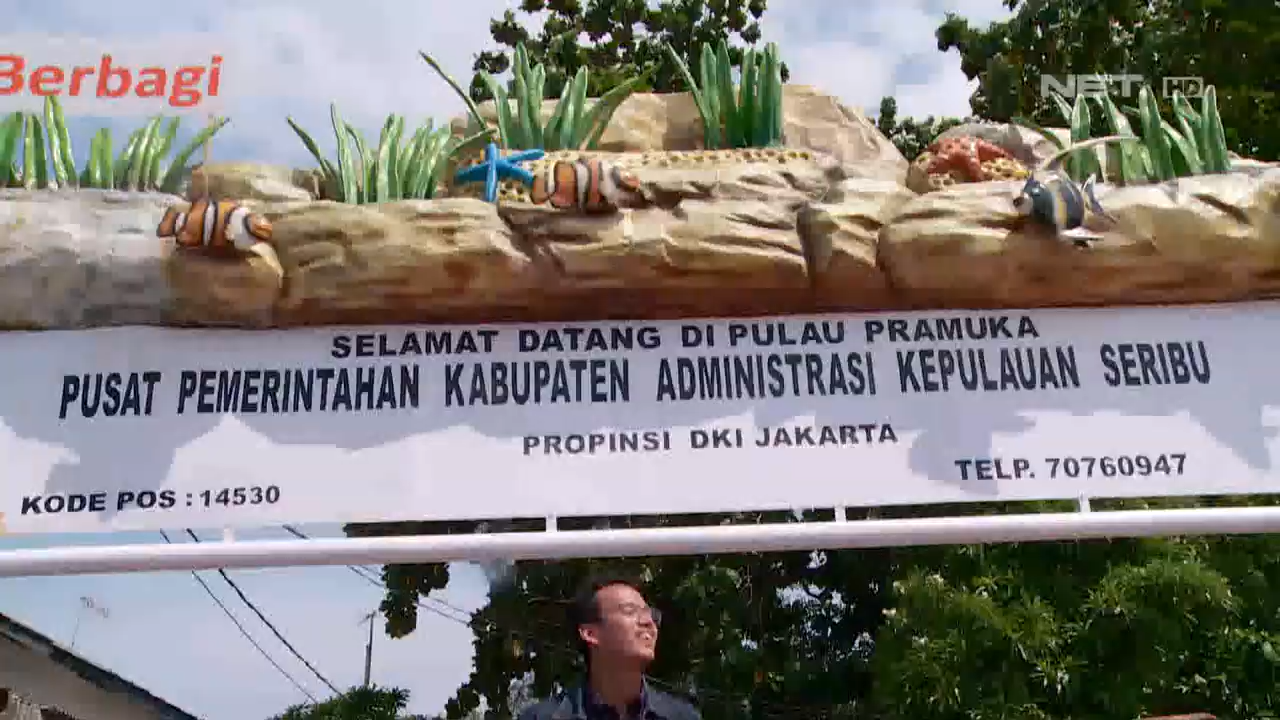 Berbagi
NET. HD
SELAMAT DATANG DI PULAU PRAMUKA
PUSAT PEMERINTAHAN KABUPATEN ADMINISTRASI KEPULAUAN SERIBU
PROPINSI DKI JAKARTA
TELP. 70760947
KODE POS : 14530